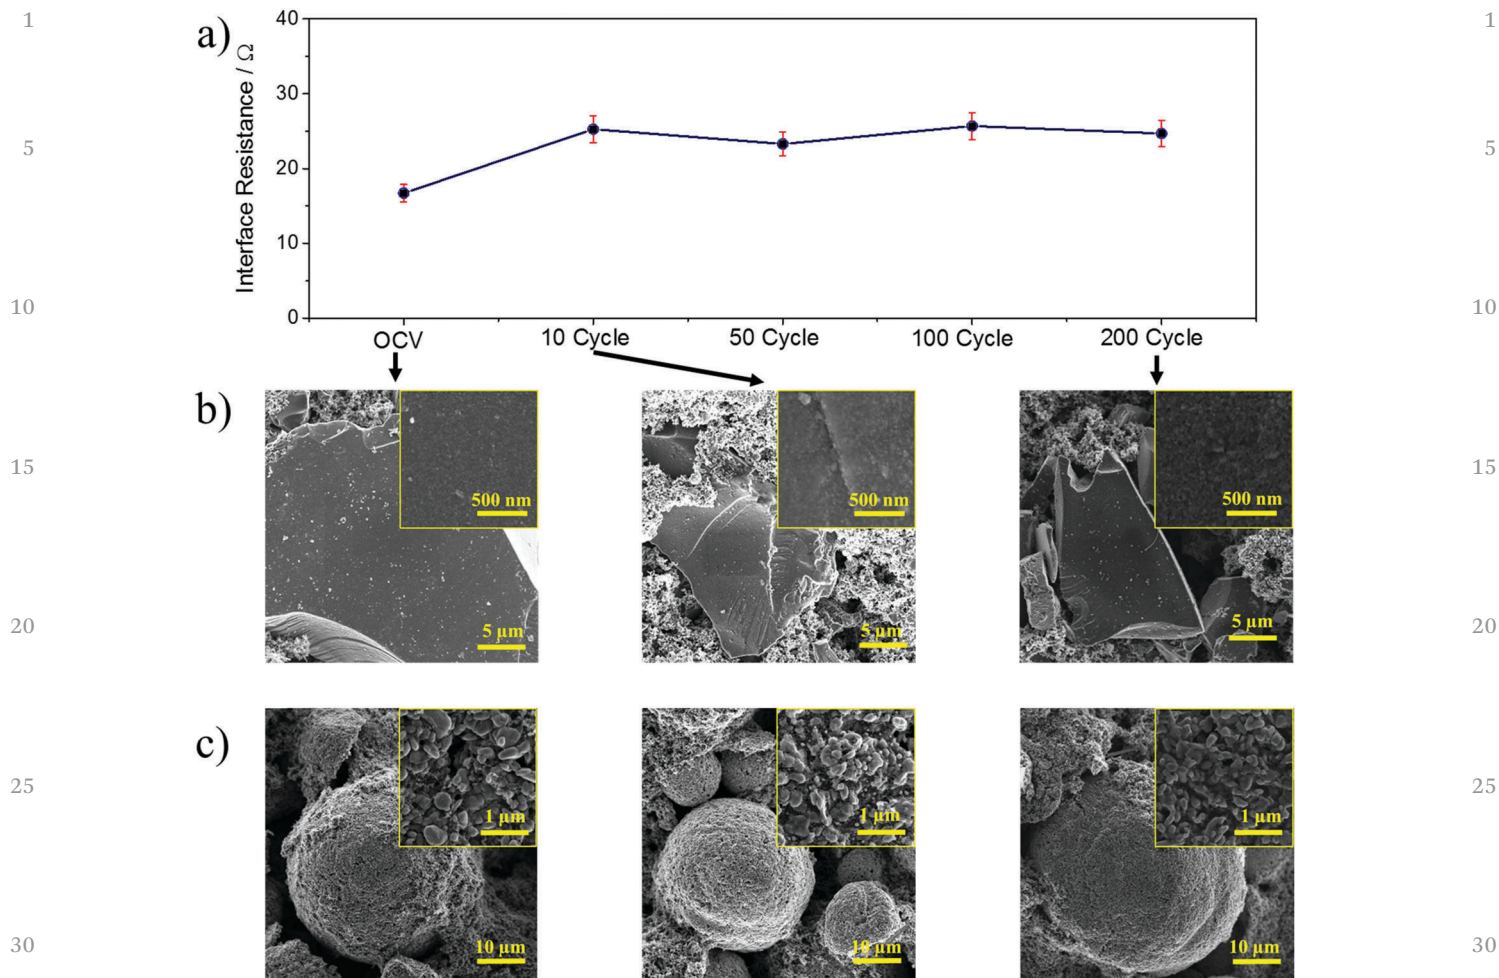 1 1
a)
40
Interface Resistance / Ω
30
5 5
20
10
10 10
0
OCV 10 Cycle 50 Cycle 100 Cycle 200 Cycle
b)
15 15
500 nm 500 nm 500 nm
20 20
5 μm 5 μm 5 μm
c)
25 25
1 μm 1 μm 1 μm
30 30
10 μm 10 μm 10 μm